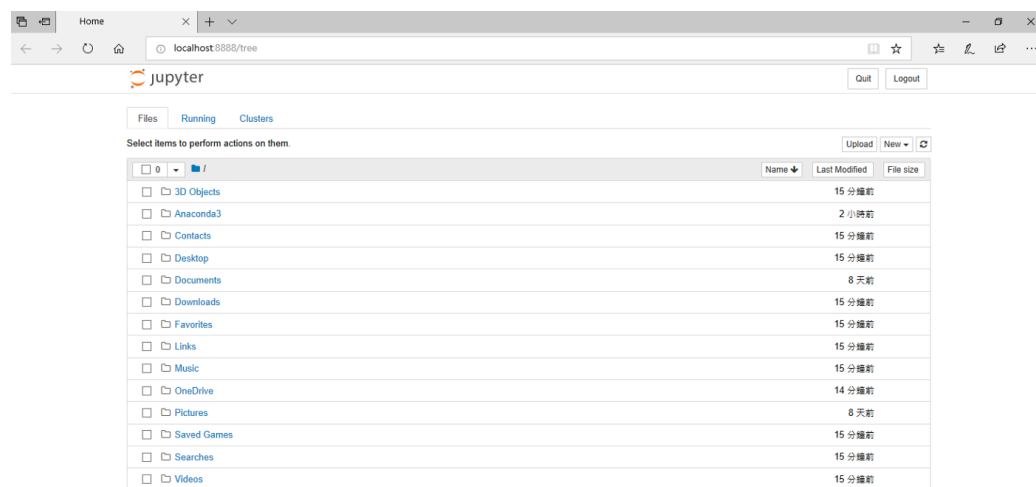 Home
localhost:8888/tree
jupyter Quit Logout
Files Running Clusters
Select items to perform actions on them. Upload New
0 / Name Last Modified File size
3D Objects 15 分鐘前
Anaconda3 2 小時前
Contacts 15 分鐘前
Desktop 15 分鐘前
Documents 8 天前
Downloads 15 分鐘前
Favorites 15 分鐘前
Links 15 分鐘前
Music 15 分鐘前
OneDrive 14 分鐘前
Pictures 8 天前
Saved Games 15 分鐘前
Searches 15 分鐘前
Videos 15 分鐘前